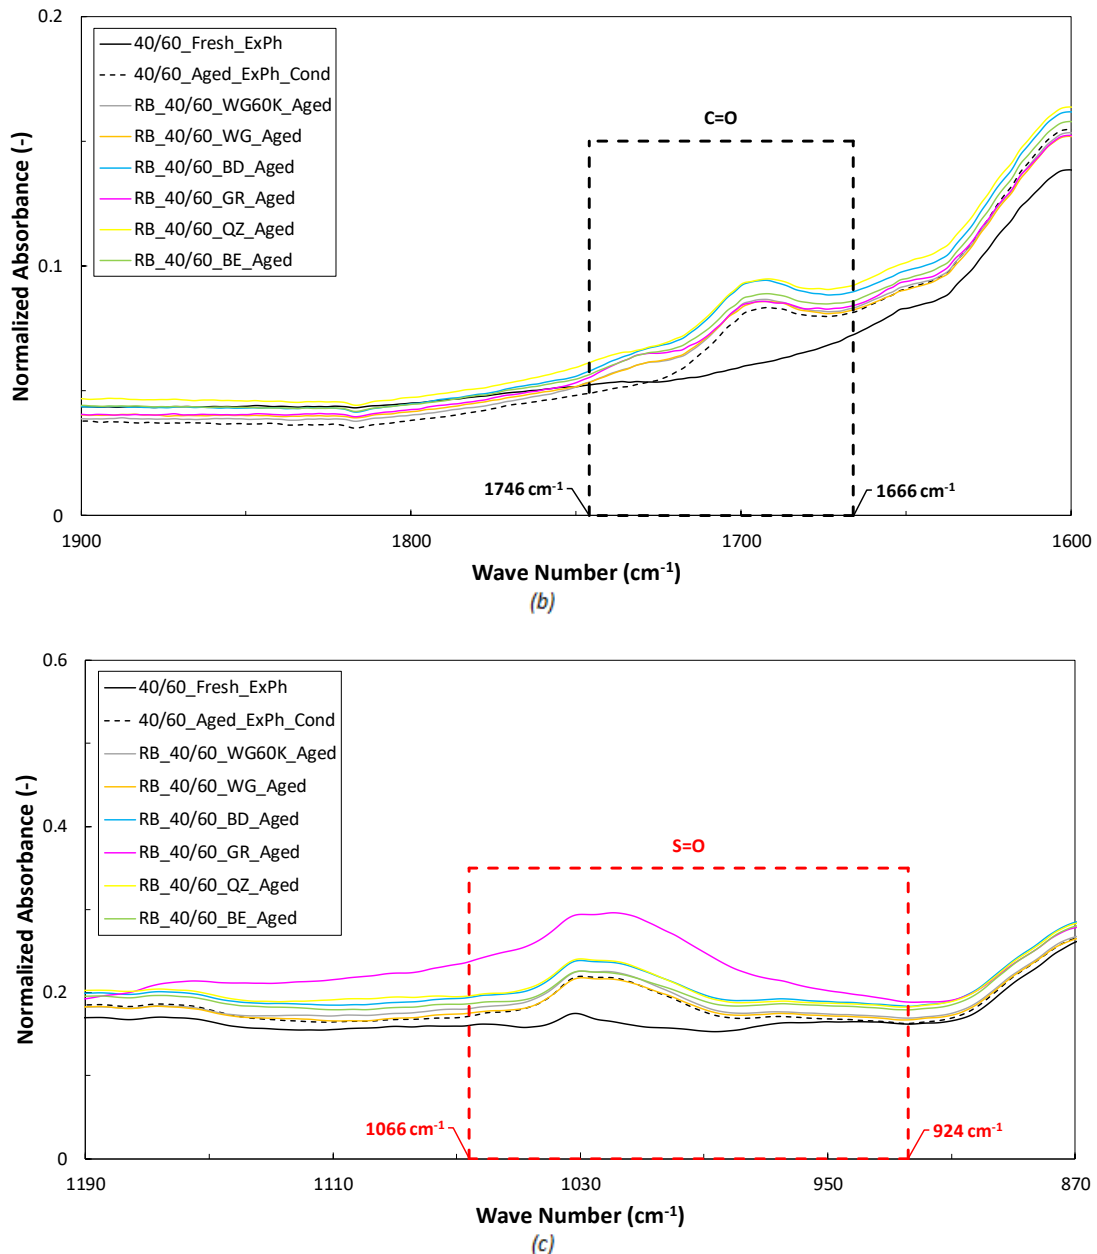 0.2
40/60_Fresh_ExPh
40/60_Aged_ExPh_Cond
RB_40/60_WG60K_Aged
RB_40/60_WG_Aged
RB_40/60_BD_Aged
RB_40/60_GR_Aged
RB_40/60_QZ_Aged
RB_40/60_BE_Aged
C=O
Normalized Absorbance (-)
0.1
1746 cm-1
1666 cm-1
0
1900
1800
1700
1600
Wave Number (cm-1)
(b)
0.6
40/60_Fresh_ExPh
40/60_Aged_ExPh_Cond
RB_40/60_WG60K_Aged
RB_40/60_WG_Aged
RB_40/60_BD_Aged
RB_40/60_GR_Aged
RB_40/60_QZ_Aged
RB_40/60_BE_Aged
Normalized Absorbance (-)
0.4
S=O
0.2
1066 cm-1
924 cm-1
0
1190
1110
1030
950
870
Wave Number (cm-1)
(c)